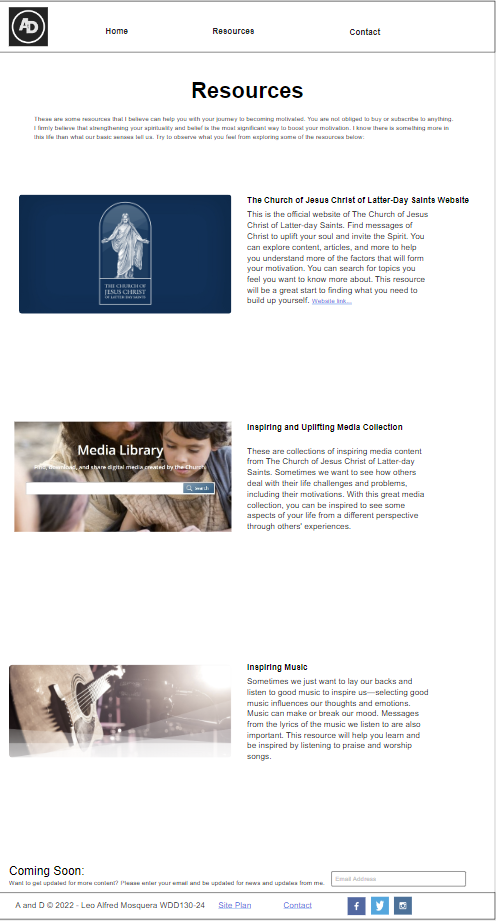 AD
Home Resources Contact
Resources
These are some resources that I believe can help you with your journey to becoming motivated. You are not obliged to buy or subscribe to anything.
I firmly believe that strengthening your spirituality and belief is the most significant way to boost your motivation. I know there is something more in
this life than what our basic senses tell us. Try to observe what you feel from exploring some of the resources below.
THE CHURCH OF
JESUS CHRIST
OF LATTER-DAY SAINTS
The Church of Jesus Christ of Latter-Day Saints Website
This is the official website of The Church of Jesus
Christ of Latter-day Saints. Find messages of
Christ to uplift your soul and invite the Spirit. You
can explore content, articles, and more to help
you understand more of the factors that will form
your motivation. You can search for topics you
feel you want to know more about. This resource
will be a great start to finding what you need to
build up yourself. Website link...
Media Library
Find, download, and share digital media created by the Church.
Search
Inspiring and Uplifting Media Collection
These are collections of inspiring media content
from The Church of Jesus Christ of Latter-day
Saints. Sometimes we want to see how others
deal with their life challenges and problems,
including their motivations. With this great media
collection, you can be inspired to see some
aspects of your life from a different perspective
through others' experiences.
Inspiring Music
Sometimes we just want to lay our backs and
listen to good music to inspire us—selecting good
music influences our thoughts and emotions.
Music can make or break our mood. Messages
from the lyrics of the music we listen to are also
important. This resource will help you learn and
be inspired by listening to praise and worship
songs.
Coming Soon:
Want to get updated for more content? Please enter your email and be updated for news and updates from me.
Email Address
A and D © 2022 - Leo Alfred Mosquera WDD130-24 Site Plan Contact